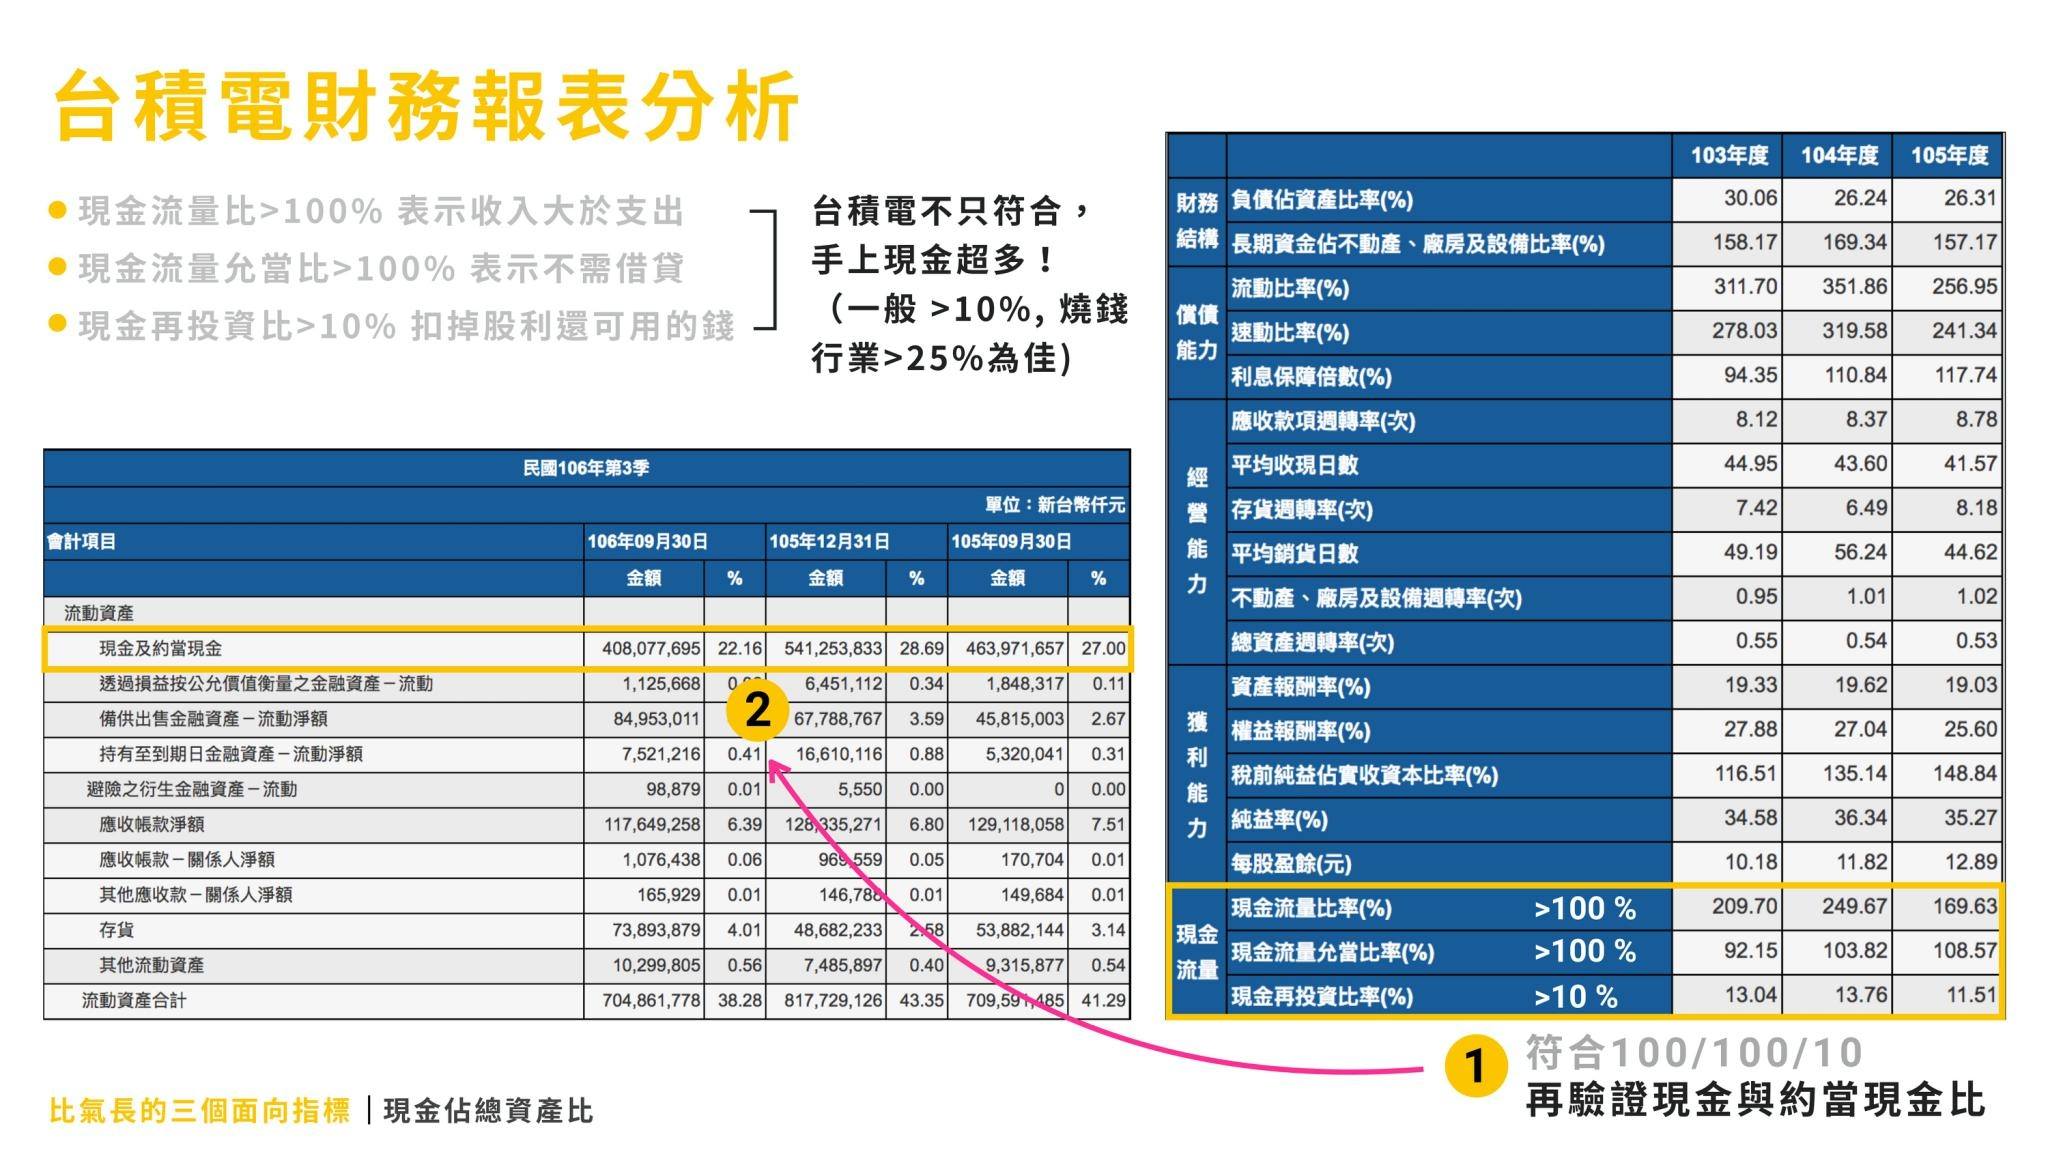 台積電財務報表分析
現金流量比>100% 表示收入大於支出
現金流量允當比>100% 表示不需借貸
現金再投資比>10% 扣掉股利還可用的錢
台積電不只符合，
手上現金超多！
（一般 >10%, 燒錢
行業>25%為佳)
民國106年第3季
單位：新台幣仟元
會計項目 106年09月30日 105年12月31日 105年09月30日
金額 % 金額 % 金額 %
流動資產
現金及約當現金 408,077,695 22.16 541,253,833 28.69 463,971,657 27.00
透過損益按公允價值衡量之金融資產－流動 1,125,668 6,451,112 0.34 1,848,317 0.11
備供出售金融資產－流動淨額 84,953,011 67,788,767 3.59 45,815,003 2.67
持有至到期日金融資產－流動淨額 7,521,216 0.41 16,610,116 0.88 5,320,041 0.31
避險之衍生金融資產－流動 98,879 0.01 5,550 0.00 0 0.00
應收帳款淨額 117,649,258 6.39 128,335,271 6.80 129,118,058 7.51
應收帳款－關係人淨額 1,076,438 0.06 969,559 0.05 170,704 0.01
其他應收款－關係人淨額 165,929 0.01 146,788 0.01 149,684 0.01
存貨 73,893,879 4.01 48,682,233 2.58 53,882,144 3.14
其他流動資產 10,299,805 0.56 7,485,897 0.40 9,315,877 0.54
流動資產合計 704,861,778 38.28 817,729,126 43.35 709,591,485 41.29
2
103年度 104年度 105年度
財務結構
負債佔資產比率(%) 30.06 26.24 26.31
長期資金佔不動產、廠房及設備比率(%) 158.17 169.34 157.17
償債能力
流動比率(%) 311.70 351.86 256.95
速動比率(%) 278.03 319.58 241.34
利息保障倍數(%) 94.35 110.84 117.74
經營能力
應收款項週轉率(次) 8.12 8.37 8.78
平均收現日數 44.95 43.60 41.57
存貨週轉率(次) 7.42 6.49 8.18
平均銷貨日數 49.19 56.24 44.62
不動產、廠房及設備週轉率(次) 0.95 1.01 1.02
總資產週轉率(次) 0.55 0.54 0.53
獲利能力
資產報酬率(%) 19.33 19.62 19.03
權益報酬率(%) 27.88 27.04 25.60
稅前純益佔實收資本比率(%) 116.51 135.14 148.84
純益率(%) 34.58 36.34 35.27
每股盈餘(元) 10.18 11.82 12.89
現金流量
現金流量比率(%) >100 % 209.70 249.67 169.63
現金流量允當比率(%) >100 % 92.15 103.82 108.57
現金再投資比率(%) >10 % 13.04 13.76 11.51
1
符合100/100/10
再驗證現金與約當現金比
比氣長的三個面向指標｜現金佔總資產比